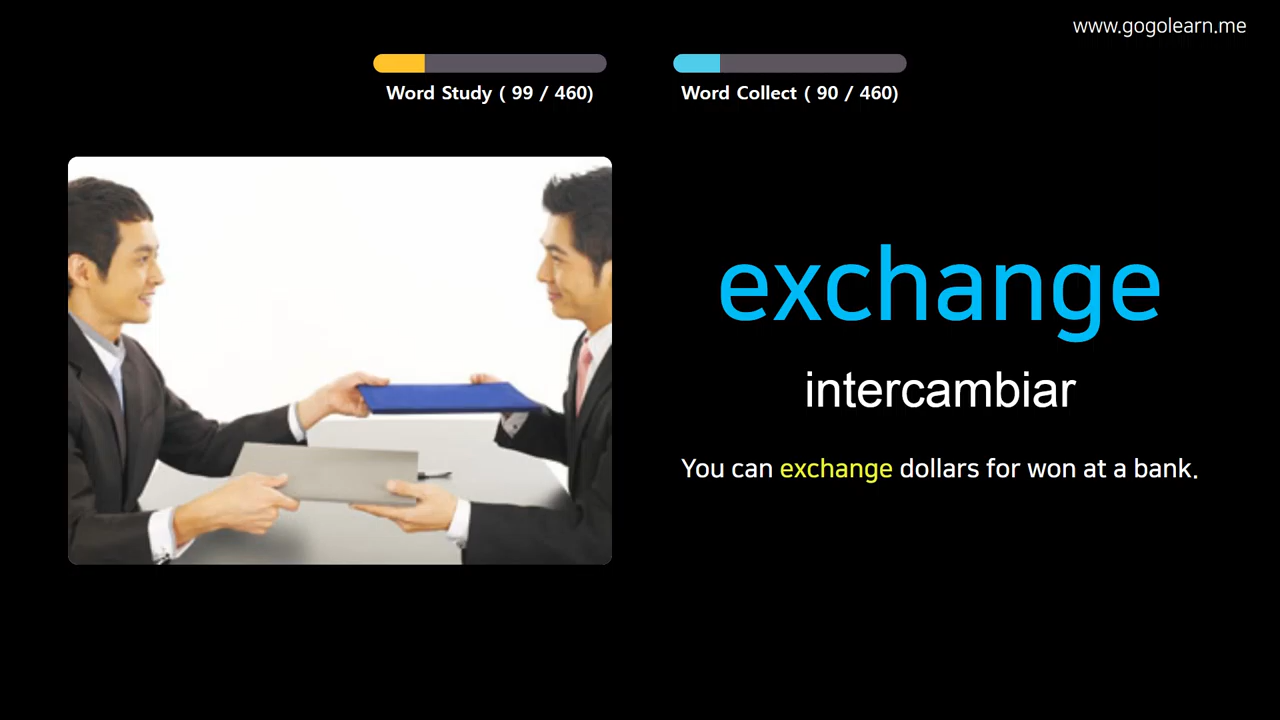 www.gogolearn.me
Word Study ( 99 / 460)
Word Collect ( 90 / 460)
exchange
intercambiar
You can exchange dollars for won at a bank.